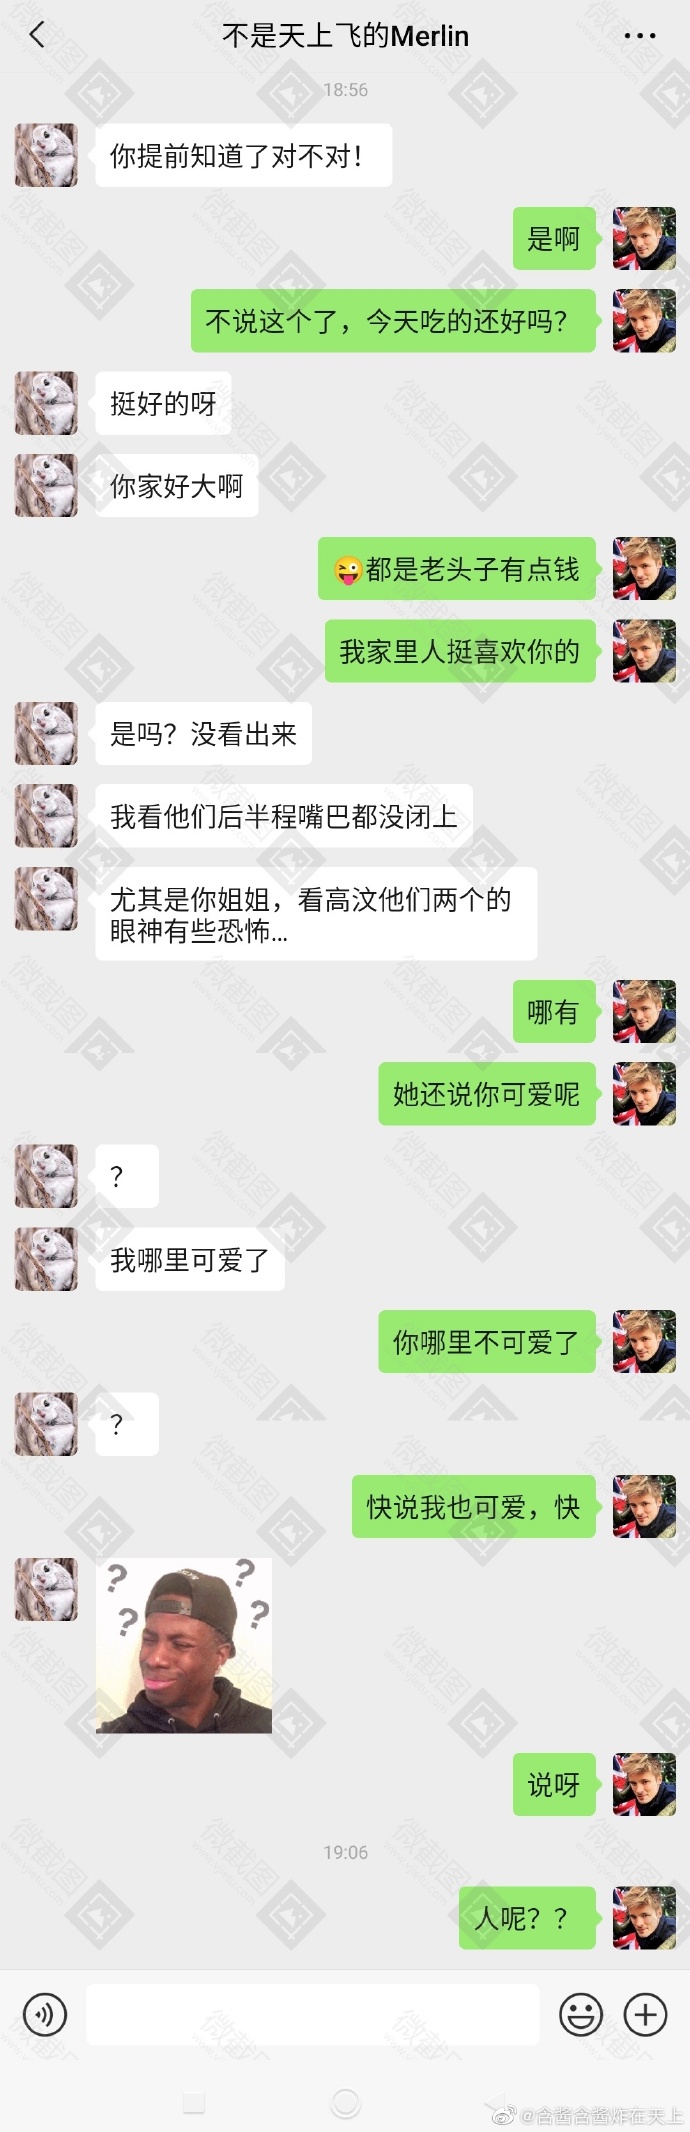 不是天上飞的Merlin
18:56
你提前知道了对不对！
是啊
不说这个了，今天吃的还好吗？
挺好的呀
你家好大啊
😜都是老头子有点钱
我家里人挺喜欢你的
是吗？没看出来
我看他们后半程嘴巴都没闭上
尤其是你姐姐，看高汶他们两个的
眼神有些恐怖...
哪有
她还说你可爱呢
？
我哪里可爱了
你哪里不可爱了
？
快说我也可爱，快
? ? ? ?
说呀
19:06
人呢？？
@含酱含酱炸在天上
微截图